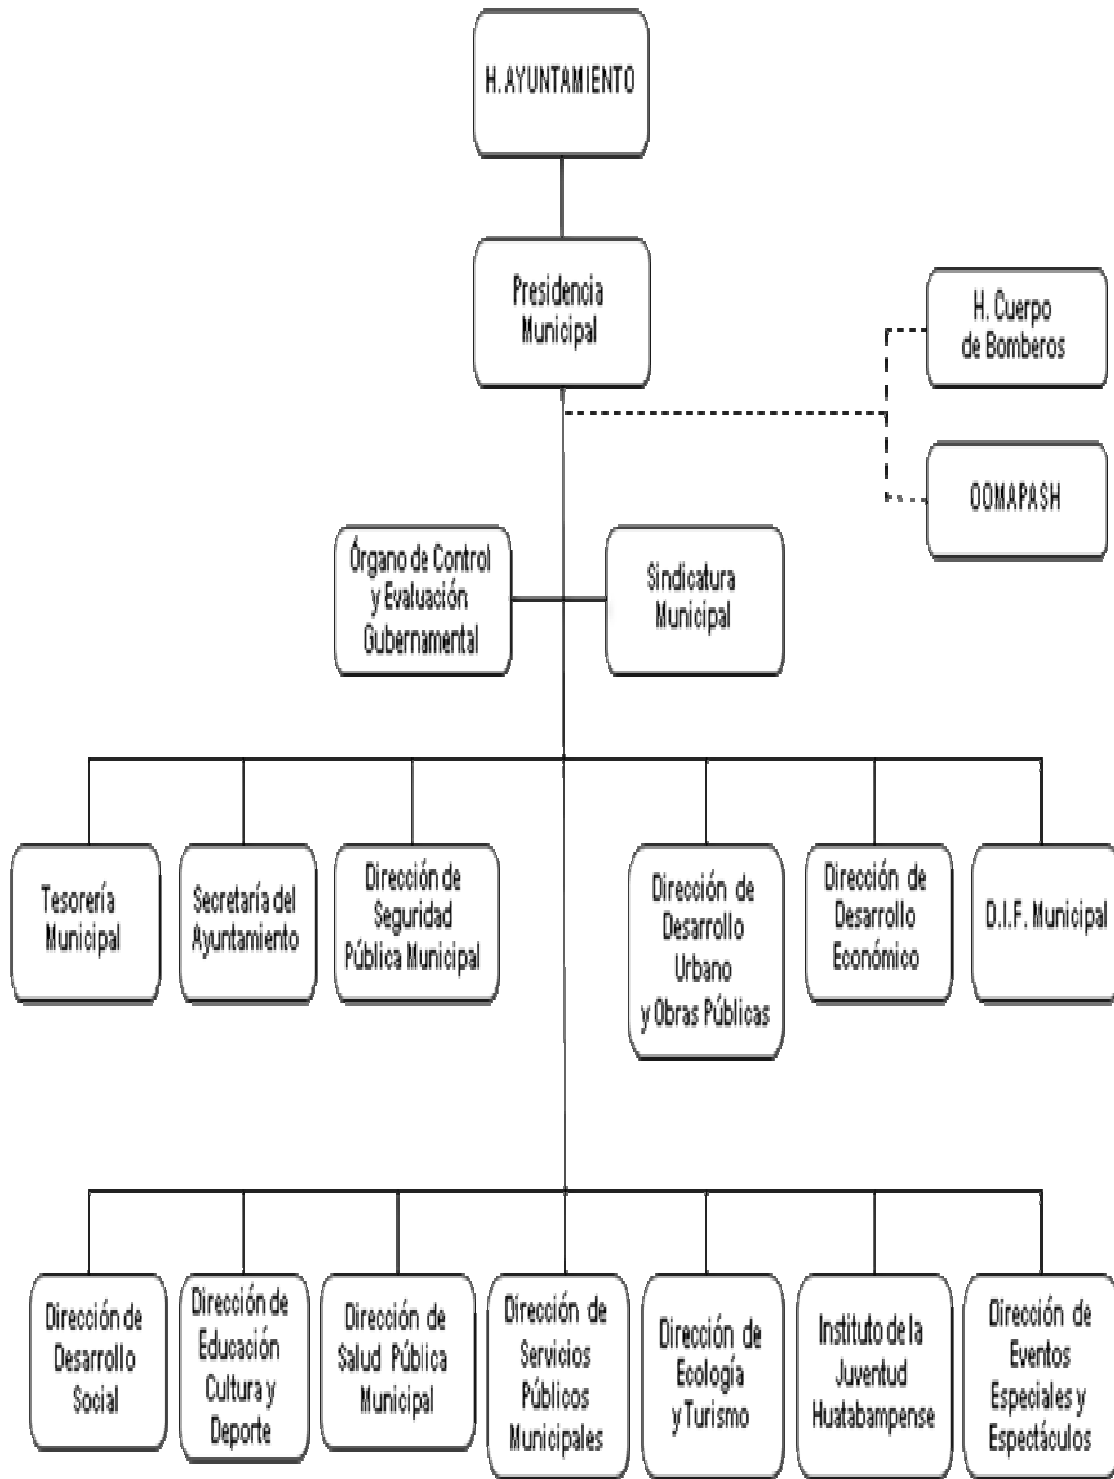 H. AYUNTAMIENTO
Presidencia
Municipal
H. Cuerpo
de Bomberos
OOMAPASH
Órgano de Control
y Evaluación
Gubernamental
Sindicatura
Municipal
Tesorería
Municipal
Secretaría del
Ayuntamiento
Dirección de
Seguridad
Pública Municipal
Dirección de
Desarrollo
Urbano
y Obras Públicas
Dirección de
Desarrollo
Económico
D.I.F. Municipal
Dirección de
Desarrollo
Social
Dirección de
Educación
Cultura y
Deporte
Dirección de
Salud Pública
Municipal
Dirección de
Servicios
Públicos
Municipales
Dirección de
Ecología
y Turismo
Instituto de la
Juventud
Huatabampense
Dirección de
Eventos
Especiales y
Espectáculos